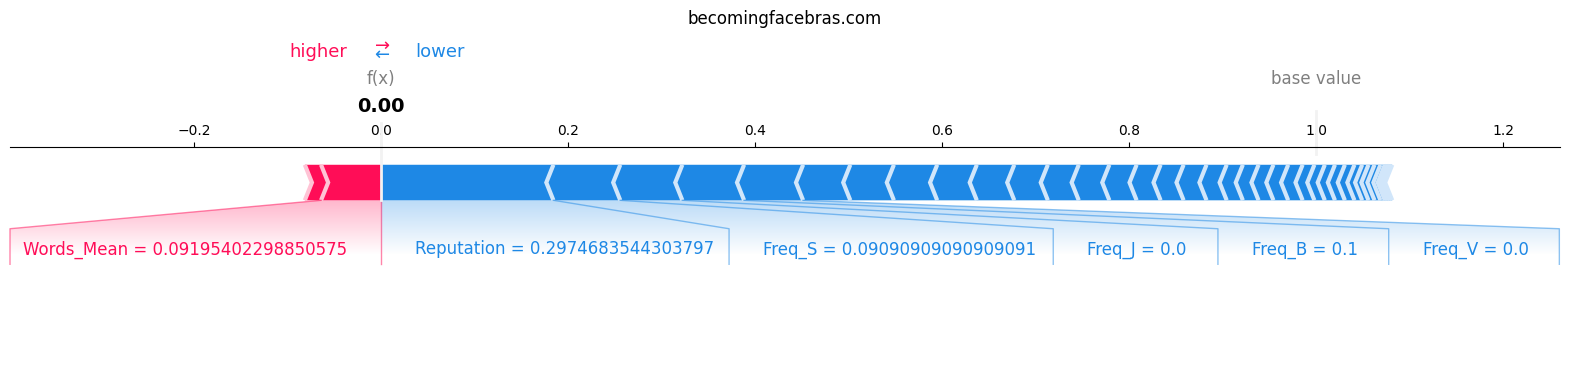 becomingfacebras.com
higher ⇄ lower
f(x) base value
0.00
−0.2 0 0 0.2 0.4 0.6 0.8 1 0 1.2
Words_Mean = 0.09195402298850575 Reputation = 0.2974683544303797 Freq_S = 0.09090909090909091 Freq_J = 0.0 Freq_B = 0.1 Freq_V = 0.0